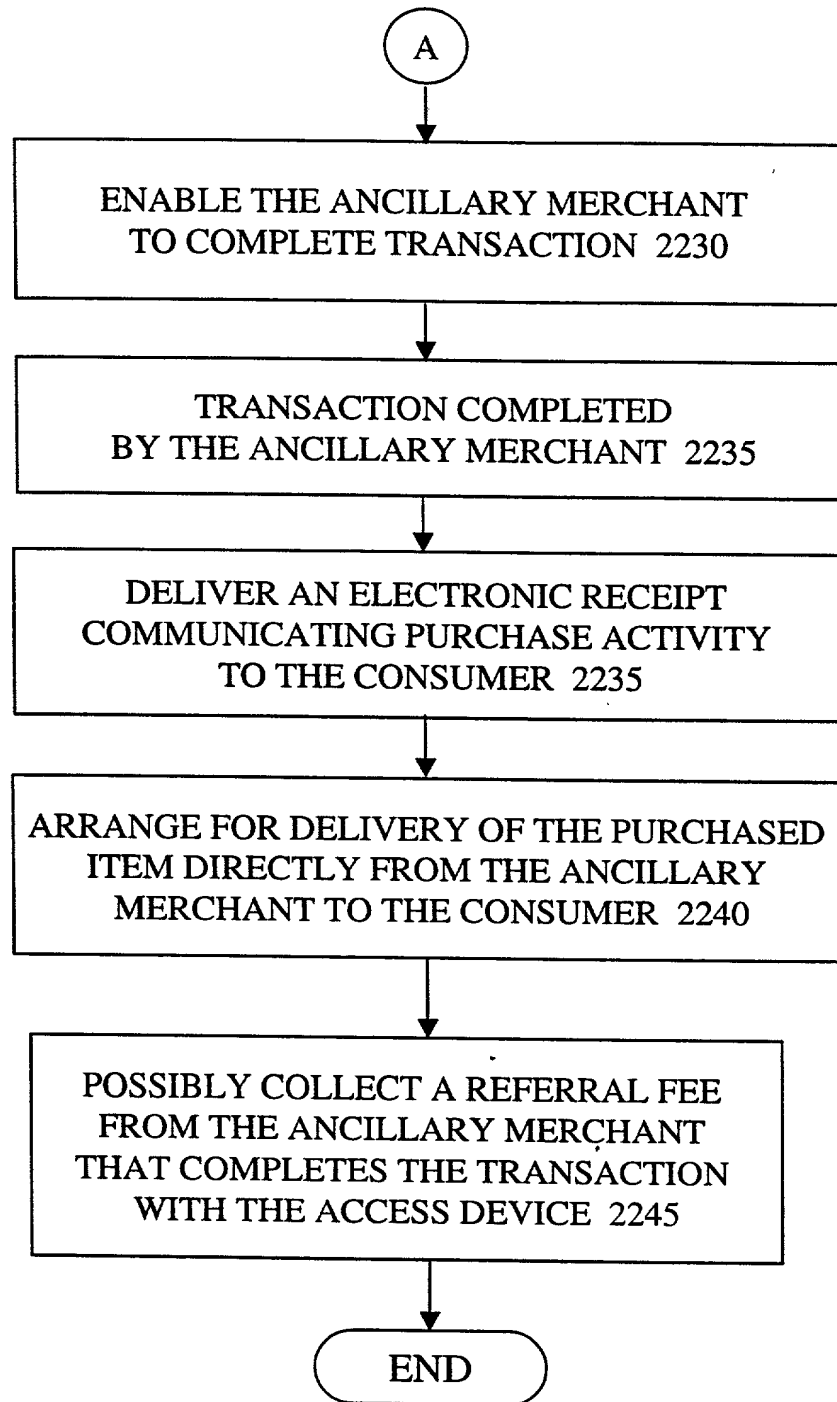 A
ENABLE THE ANCILLARY MERCHANT
TO COMPLETE TRANSACTION 2230
TRANSACTION COMPLETED
BY THE ANCILLARY MERCHANT 2235
DELIVER AN ELECTRONIC RECEIPT
COMMUNICATING PURCHASE ACTIVITY
TO THE CONSUMER 2235
ARRANGE FOR DELIVERY OF THE PURCHASED
ITEM DIRECTLY FROM THE ANCILLARY
MERCHANT TO THE CONSUMER 2240
POSSIBLY COLLECT A REFERRAL FEE
FROM THE ANCILLARY MERCHANT
THAT COMPLETES THE TRANSACTION
WITH THE ACCESS DEVICE 2245
END